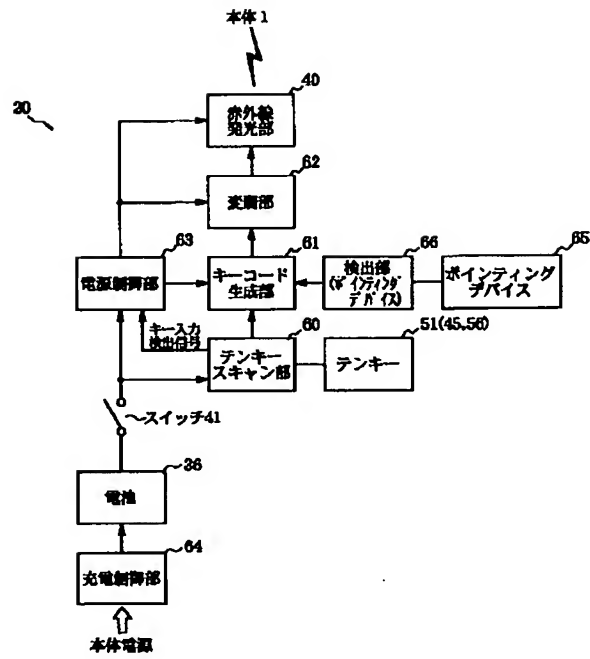 本体1
40
20
赤外線
発光部
62
変調部
63
61
66
65
電源制御部
キーコード
生成部
検出部
(ポインティング
デバイス)
ポインティング
デバイス
キー入力
検出信号
60
51(45,56)
テンキー
スキャン部
テンキー
スイッチ41
36
電池
64
充電制御部
本体電源